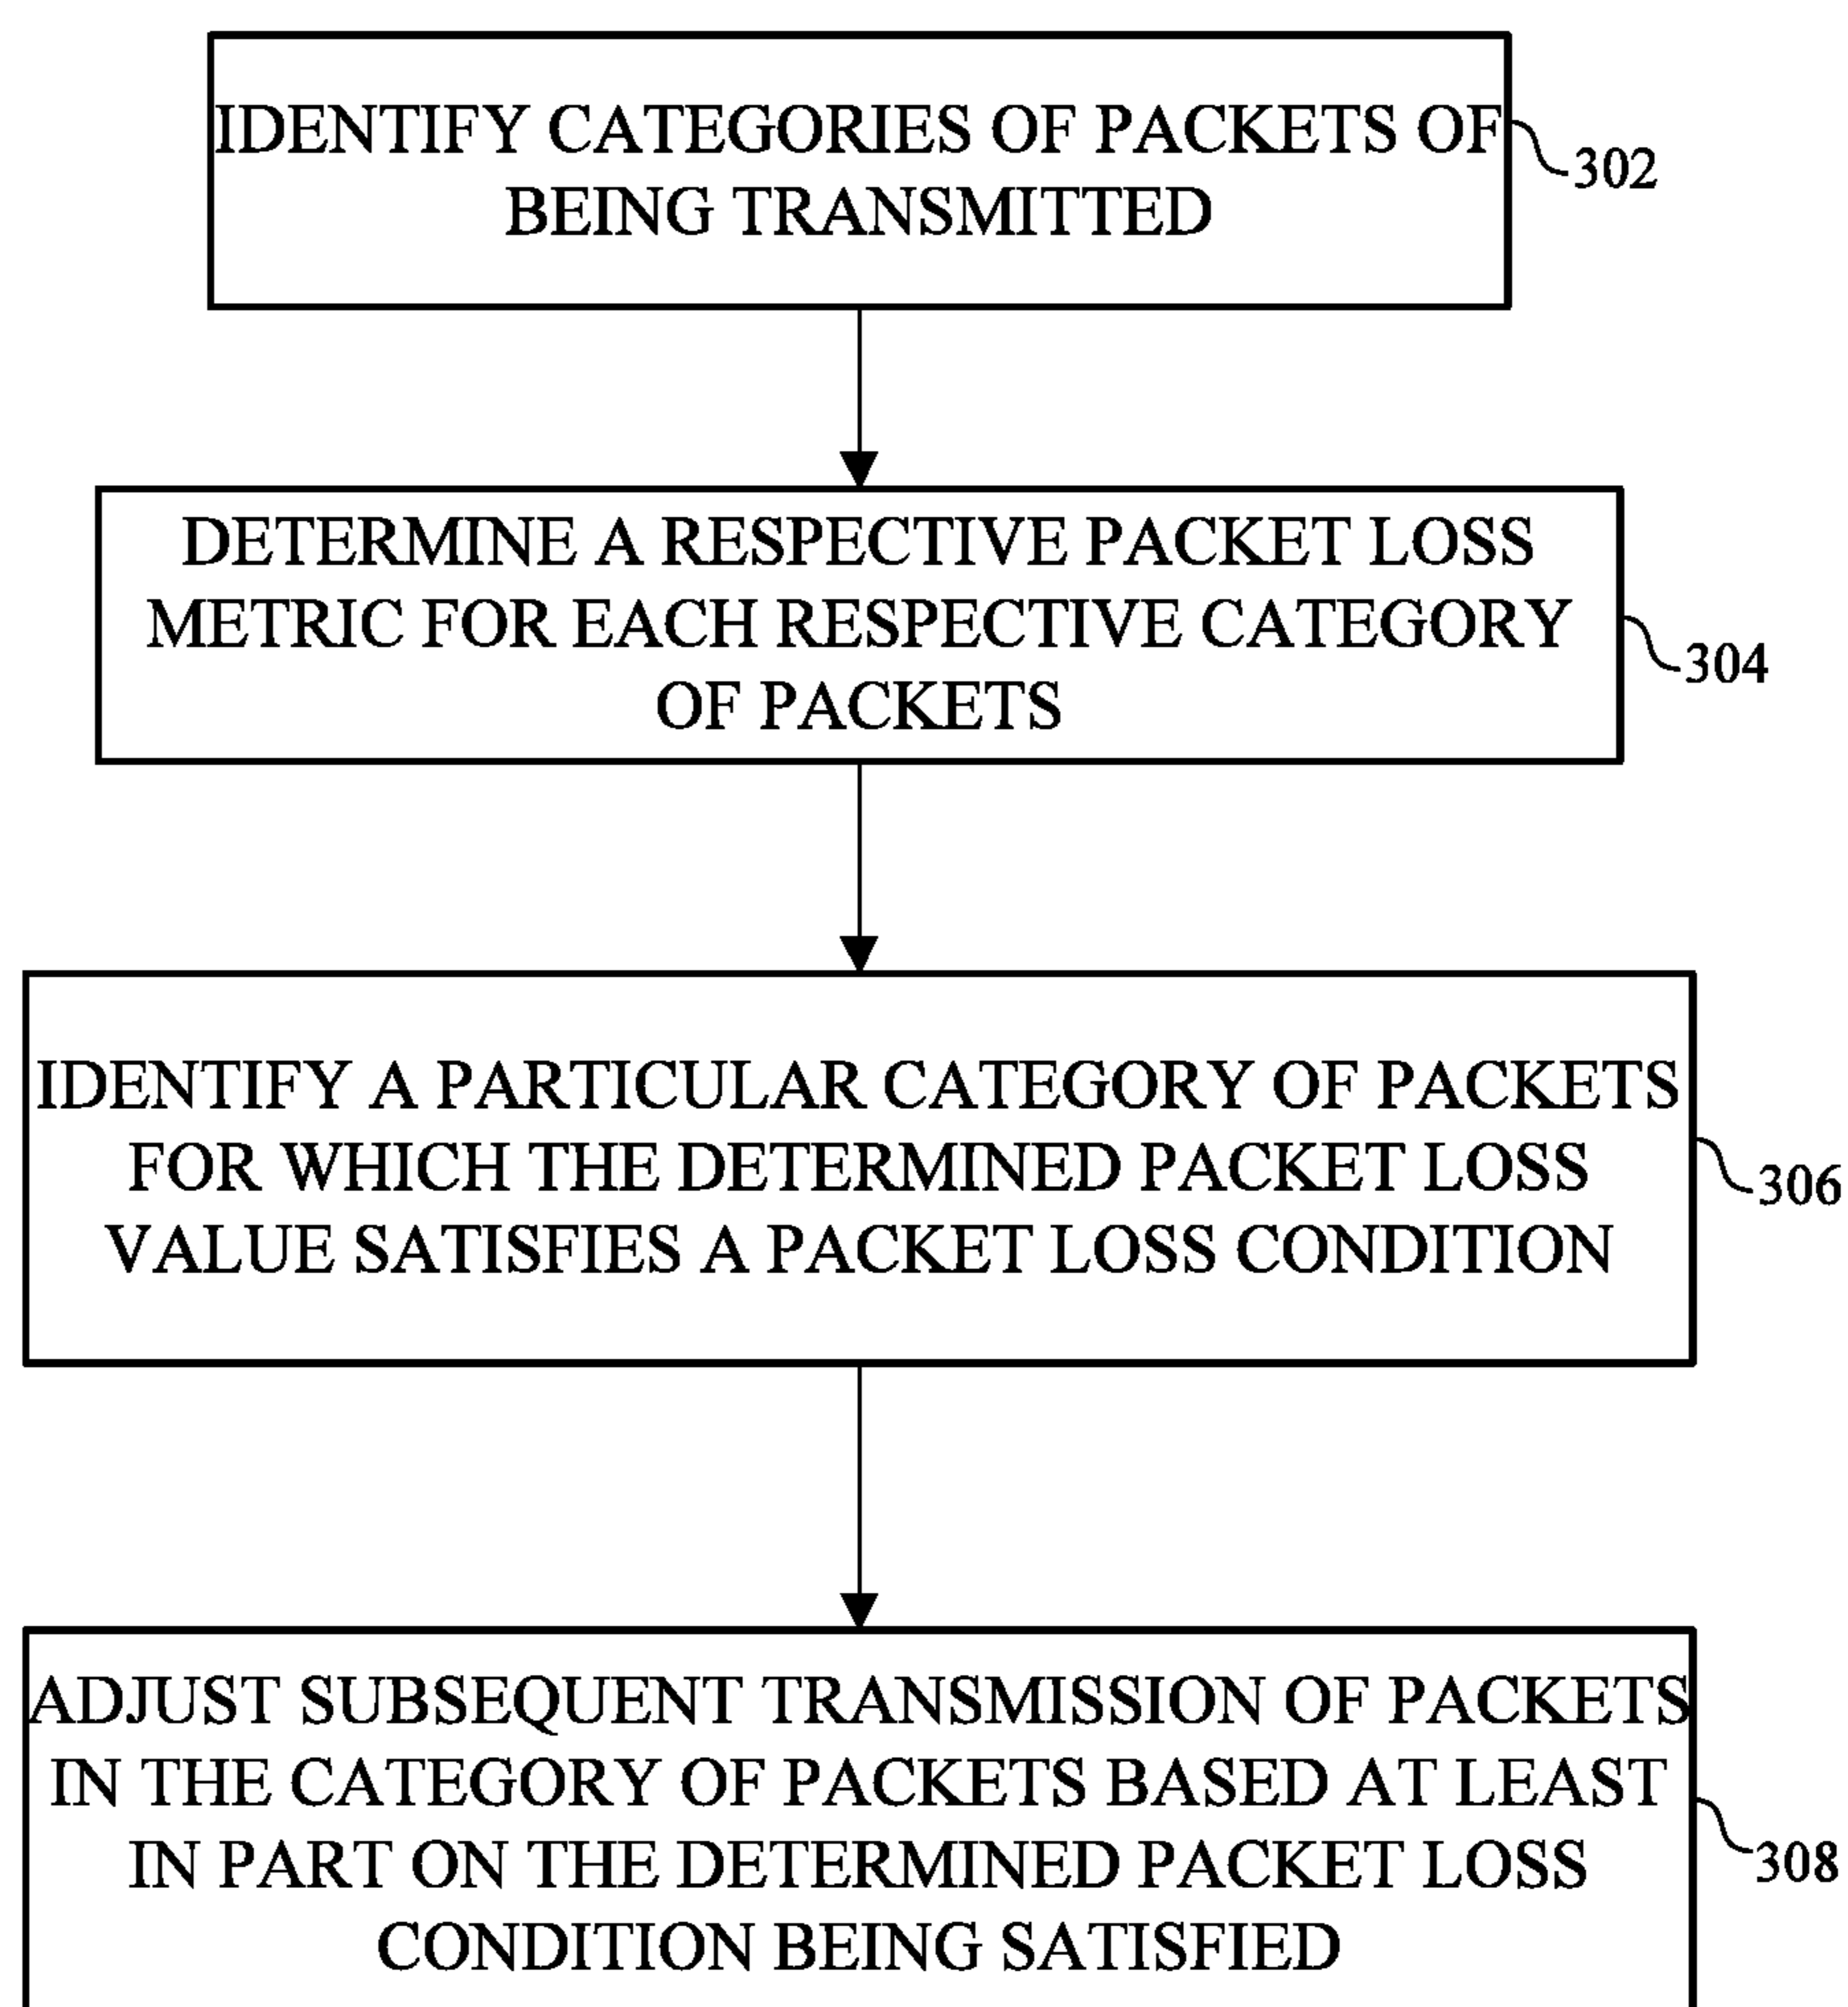 IDENTIFY CATEGORIES OF PACKETS OF
BEING TRANSMITTED
302
DETERMINE A RESPECTIVE PACKET LOSS
METRIC FOR EACH RESPECTIVE CATEGORY
OF PACKETS
304
IDENTIFY A PARTICULAR CATEGORY OF PACKETS
FOR WHICH THE DETERMINED PACKET LOSS
VALUE SATISFIES A PACKET LOSS CONDITION
306
ADJUST SUBSEQUENT TRANSMISSION OF PACKETS
IN THE CATEGORY OF PACKETS BASED AT LEAST
IN PART ON THE DETERMINED PACKET LOSS
CONDITION BEING SATISFIED
308